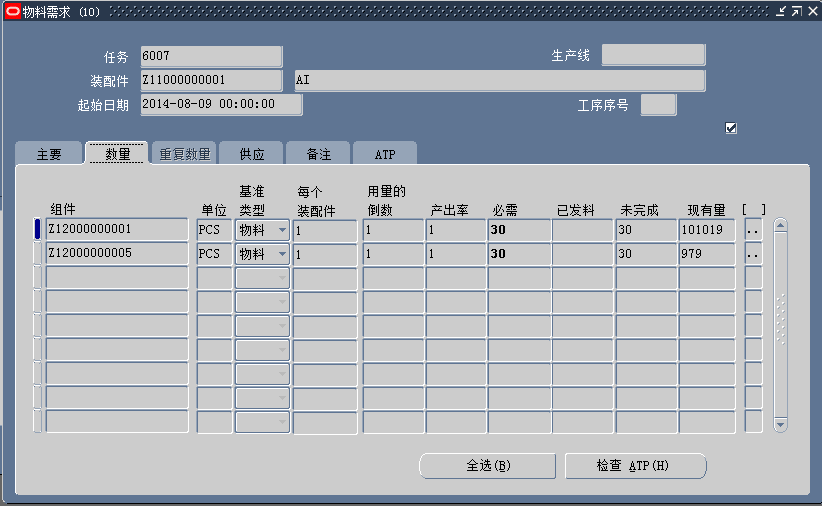 物料需求 (10)
任务 6007 生产线
装配件 Z11000000001 AI
起始日期 2014-08-09 00:00:00 工序序号
主要 数量 重复数量 供应 备注 ATP
组件 单位 基准类型 每个装配件 用量的倒数 产出率 必需 已发料 未完成 现有量 [ ]
Z12000000001 PCS 物料 1 1 1 30 30 101019 ..
Z12000000005 PCS 物料 1 1 1 30 30 979 ..
全选(B) 检查 ATP(H)